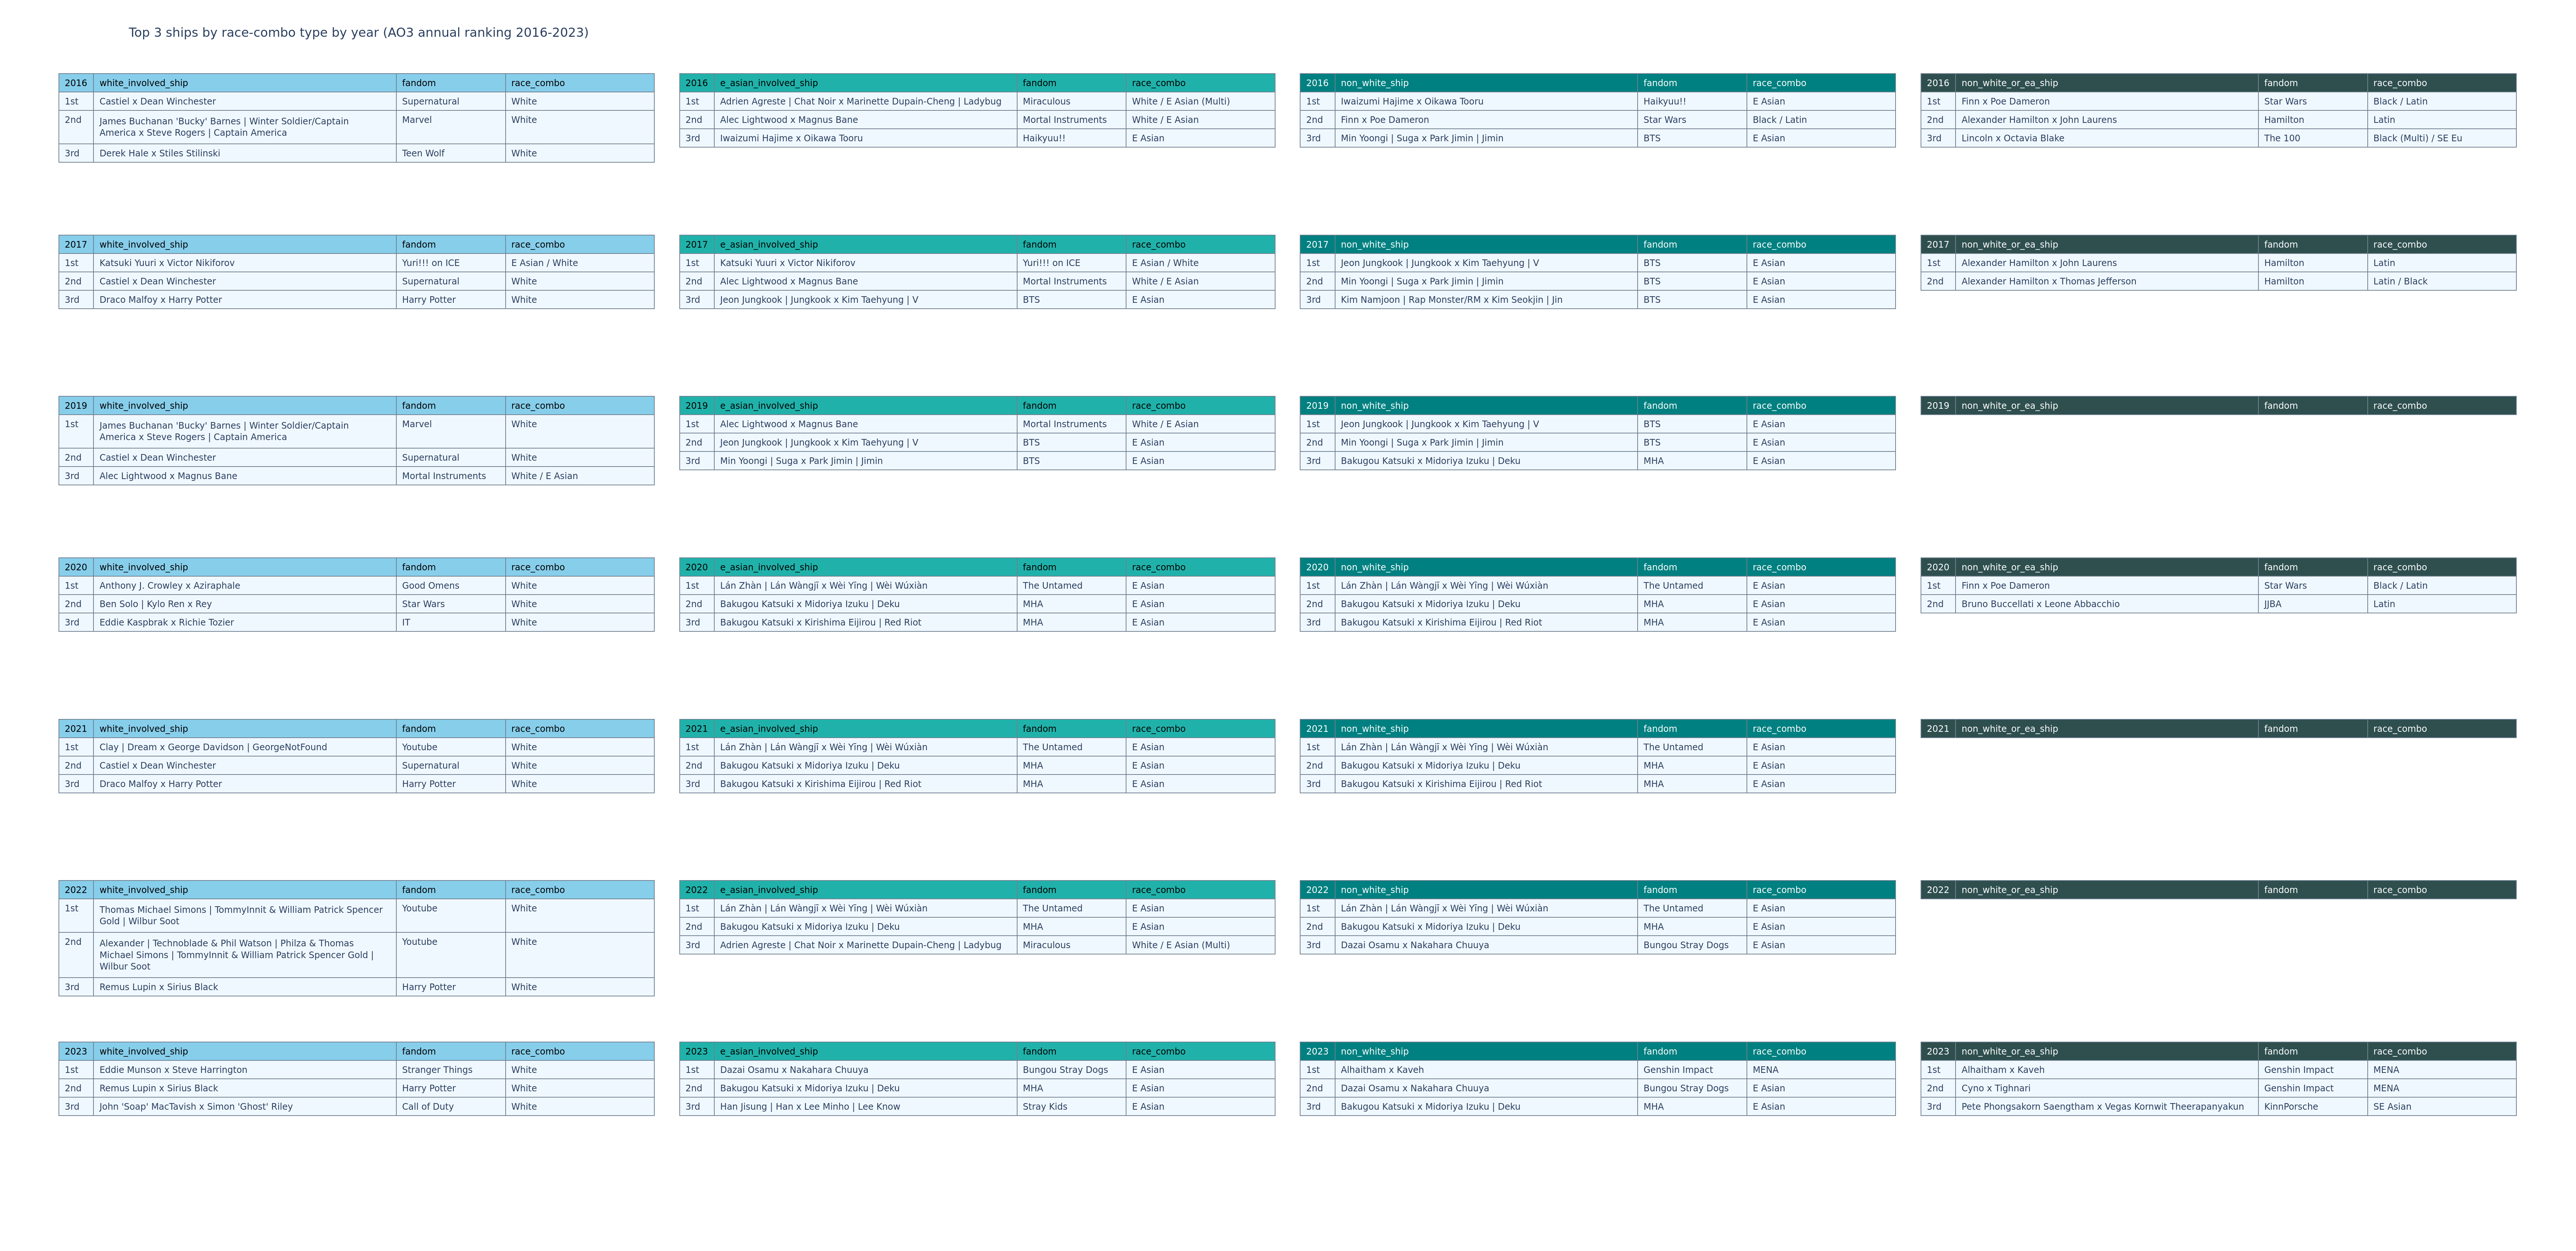 Top 3 ships by race-combo type by year (AO3 annual ranking 2016-2023)
2016 white_involved_ship fandom race_combo
1st Castiel x Dean Winchester Supernatural White
2nd James Buchanan 'Bucky' Barnes | Winter Soldier/Captain Marvel White
America x Steve Rogers | Captain America
3rd Derek Hale x Stiles Stilinski Teen Wolf White
2016 e_asian_involved_ship fandom race_combo
1st Adrien Agreste | Chat Noir x Marinette Dupain-Cheng | Ladybug Miraculous White / E Asian (Multi)
2nd Alec Lightwood x Magnus Bane Mortal Instruments White / E Asian
3rd Iwaizumi Hajime x Oikawa Tooru Haikyuu!! E Asian
2016 non_white_ship fandom race_combo
1st Iwaizumi Hajime x Oikawa Tooru Haikyuu!! E Asian
2nd Finn x Poe Dameron Star Wars Black / Latin
3rd Min Yoongi | Suga x Park Jimin | Jimin BTS E Asian
2016 non_white_or_ea_ship fandom race_combo
1st Finn x Poe Dameron Star Wars Black / Latin
2nd Alexander Hamilton x John Laurens Hamilton Latin
3rd Lincoln x Octavia Blake The 100 Black (Multi) / SE Eu
2017 white_involved_ship fandom race_combo
1st Katsuki Yuuri x Victor Nikiforov Yuri!!! on ICE E Asian / White
2nd Castiel x Dean Winchester Supernatural White
3rd Draco Malfoy x Harry Potter Harry Potter White
2017 e_asian_involved_ship fandom race_combo
1st Katsuki Yuuri x Victor Nikiforov Yuri!!! on ICE E Asian / White
2nd Alec Lightwood x Magnus Bane Mortal Instruments White / E Asian
3rd Jeon Jungkook | Jungkook x Kim Taehyung | V BTS E Asian
2017 non_white_ship fandom race_combo
1st Jeon Jungkook | Jungkook x Kim Taehyung | V BTS E Asian
2nd Min Yoongi | Suga x Park Jimin | Jimin BTS E Asian
3rd Kim Namjoon | Rap Monster/RM x Kim Seokjin | Jin BTS E Asian
2017 non_white_or_ea_ship fandom race_combo
1st Alexander Hamilton x John Laurens Hamilton Latin
2nd Alexander Hamilton x Thomas Jefferson Hamilton Latin / Black
2019 white_involved_ship fandom race_combo
1st James Buchanan 'Bucky' Barnes | Winter Soldier/Captain Marvel White
America x Steve Rogers | Captain America
2nd Castiel x Dean Winchester Supernatural White
3rd Alec Lightwood x Magnus Bane Mortal Instruments White / E Asian
2019 e_asian_involved_ship fandom race_combo
1st Alec Lightwood x Magnus Bane Mortal Instruments White / E Asian
2nd Jeon Jungkook | Jungkook x Kim Taehyung | V BTS E Asian
3rd Min Yoongi | Suga x Park Jimin | Jimin BTS E Asian
2019 non_white_ship fandom race_combo
1st Jeon Jungkook | Jungkook x Kim Taehyung | V BTS E Asian
2nd Min Yoongi | Suga x Park Jimin | Jimin BTS E Asian
3rd Bakugou Katsuki x Midoriya Izuku | Deku MHA E Asian
2019 non_white_or_ea_ship fandom race_combo
2020 white_involved_ship fandom race_combo
1st Anthony J. Crowley x Aziraphale Good Omens White
2nd Ben Solo | Kylo Ren x Rey Star Wars White
3rd Eddie Kaspbrak x Richie Tozier IT White
2020 e_asian_involved_ship fandom race_combo
1st Lán Zhàn | Lán Wàngjī x Wèi Yīng | Wèi Wúxiàn The Untamed E Asian
2nd Bakugou Katsuki x Midoriya Izuku | Deku MHA E Asian
3rd Bakugou Katsuki x Kirishima Eijirou | Red Riot MHA E Asian
2020 non_white_ship fandom race_combo
1st Lán Zhàn | Lán Wàngjī x Wèi Yīng | Wèi Wúxiàn The Untamed E Asian
2nd Bakugou Katsuki x Midoriya Izuku | Deku MHA E Asian
3rd Bakugou Katsuki x Kirishima Eijirou | Red Riot MHA E Asian
2020 non_white_or_ea_ship fandom race_combo
1st Finn x Poe Dameron Star Wars Black / Latin
2nd Bruno Buccellati x Leone Abbacchio JJBA Latin
2021 white_involved_ship fandom race_combo
1st Clay | Dream x George Davidson | GeorgeNotFound Youtube White
2nd Castiel x Dean Winchester Supernatural White
3rd Draco Malfoy x Harry Potter Harry Potter White
2021 e_asian_involved_ship fandom race_combo
1st Lán Zhàn | Lán Wàngjī x Wèi Yīng | Wèi Wúxiàn The Untamed E Asian
2nd Bakugou Katsuki x Midoriya Izuku | Deku MHA E Asian
3rd Bakugou Katsuki x Kirishima Eijirou | Red Riot MHA E Asian
2021 non_white_ship fandom race_combo
1st Lán Zhàn | Lán Wàngjī x Wèi Yīng | Wèi Wúxiàn The Untamed E Asian
2nd Bakugou Katsuki x Midoriya Izuku | Deku MHA E Asian
3rd Bakugou Katsuki x Kirishima Eijirou | Red Riot MHA E Asian
2021 non_white_or_ea_ship fandom race_combo
2022 white_involved_ship fandom race_combo
1st Thomas Michael Simons | TommyInnit & William Patrick Spencer Youtube White
Gold | Wilbur Soot
2nd Alexander | Technoblade & Phil Watson | Philza & Thomas Youtube White
Michael Simons | TommyInnit & William Patrick Spencer Gold |
Wilbur Soot
3rd Remus Lupin x Sirius Black Harry Potter White
2022 e_asian_involved_ship fandom race_combo
1st Lán Zhàn | Lán Wàngjī x Wèi Yīng | Wèi Wúxiàn The Untamed E Asian
2nd Bakugou Katsuki x Midoriya Izuku | Deku MHA E Asian
3rd Adrien Agreste | Chat Noir x Marinette Dupain-Cheng | Ladybug Miraculous White / E Asian (Multi)
2022 non_white_ship fandom race_combo
1st Lán Zhàn | Lán Wàngjī x Wèi Yīng | Wèi Wúxiàn The Untamed E Asian
2nd Bakugou Katsuki x Midoriya Izuku | Deku MHA E Asian
3rd Dazai Osamu x Nakahara Chuuya Bungou Stray Dogs E Asian
2022 non_white_or_ea_ship fandom race_combo
2023 white_involved_ship fandom race_combo
1st Eddie Munson x Steve Harrington Stranger Things White
2nd Remus Lupin x Sirius Black Harry Potter White
3rd John 'Soap' MacTavish x Simon 'Ghost' Riley Call of Duty White
2023 e_asian_involved_ship fandom race_combo
1st Dazai Osamu x Nakahara Chuuya Bungou Stray Dogs E Asian
2nd Bakugou Katsuki x Midoriya Izuku | Deku MHA E Asian
3rd Han Jisung | Han x Lee Minho | Lee Know Stray Kids E Asian
2023 non_white_ship fandom race_combo
1st Alhaitham x Kaveh Genshin Impact MENA
2nd Dazai Osamu x Nakahara Chuuya Bungou Stray Dogs E Asian
3rd Bakugou Katsuki x Midoriya Izuku | Deku MHA E Asian
2023 non_white_or_ea_ship fandom race_combo
1st Alhaitham x Kaveh Genshin Impact MENA
2nd Cyno x Tighnari Genshin Impact MENA
3rd Pete Phongsakorn Saengtham x Vegas Kornwit Theerapanyakun KinnPorsche SE Asian